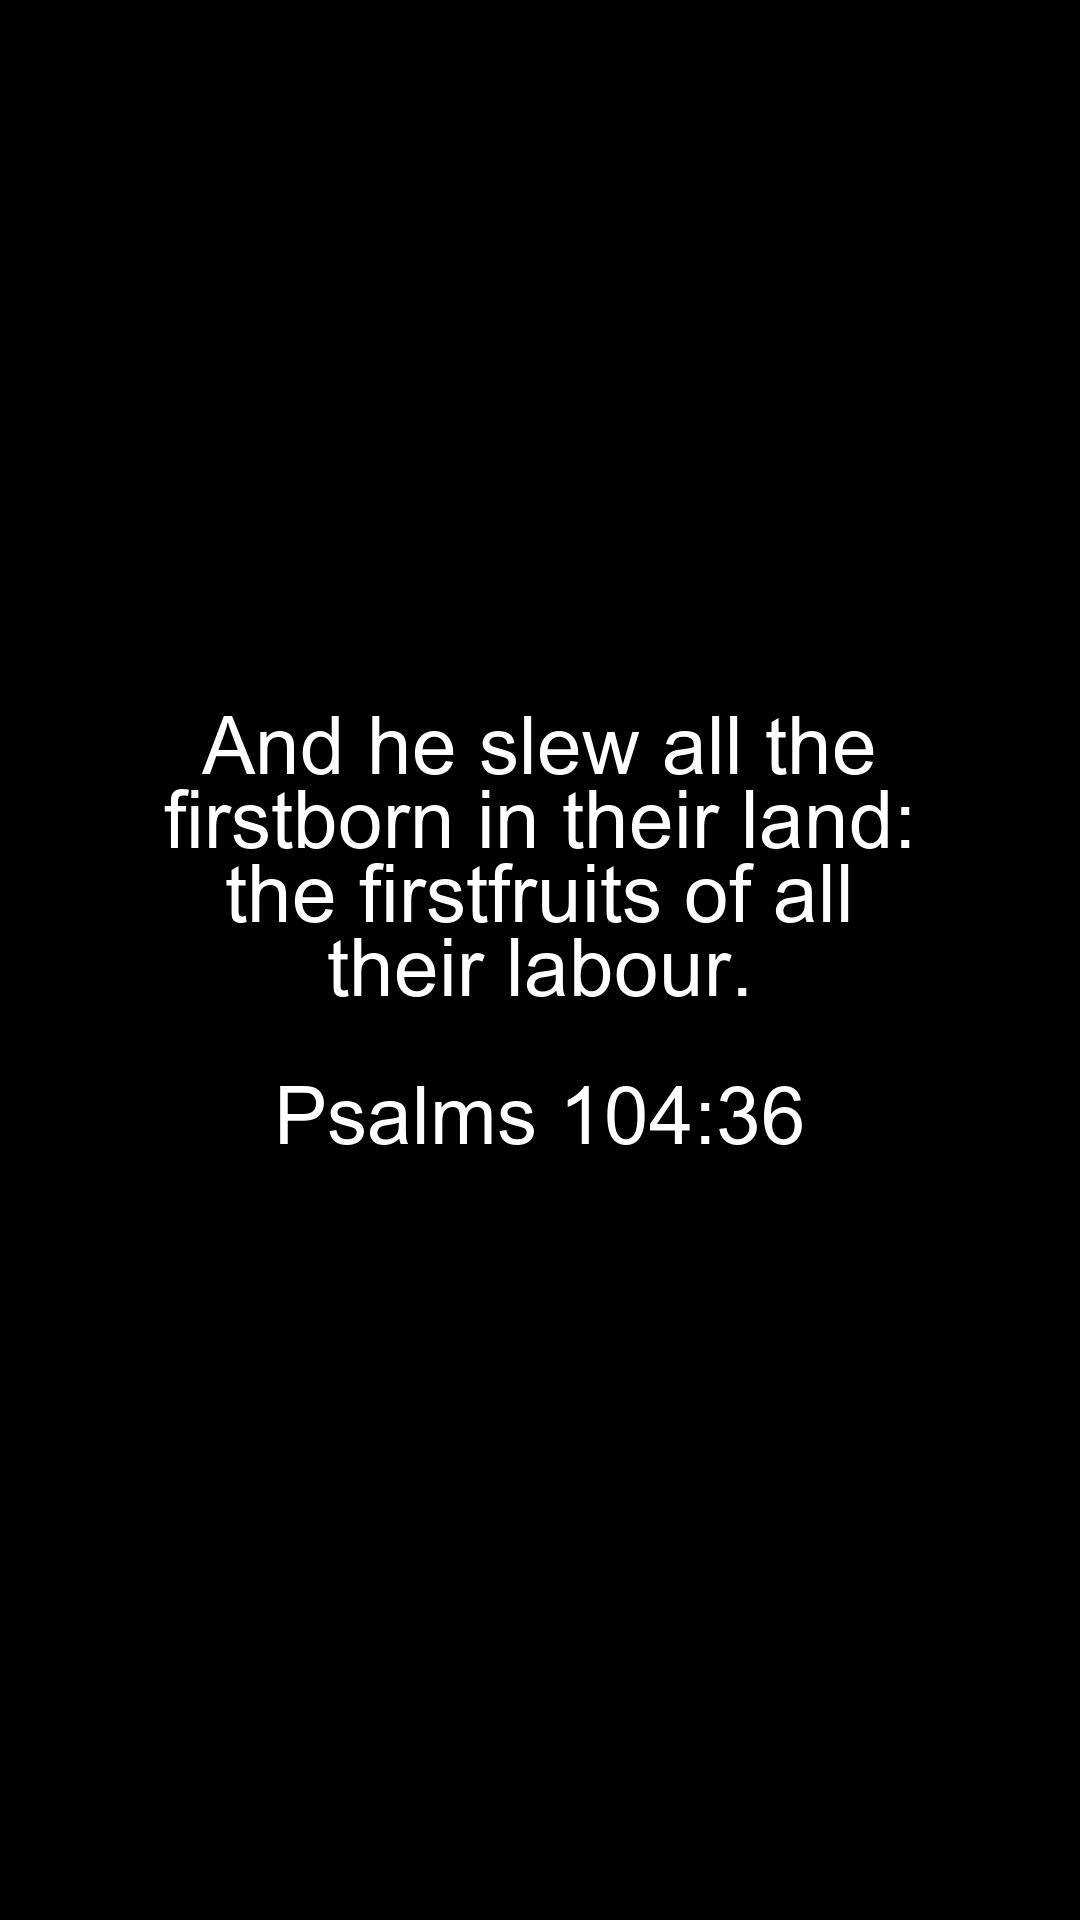 And he slew all the
firstborn in their land:
the firstfruits of all
their labour.
Psalms 104:36